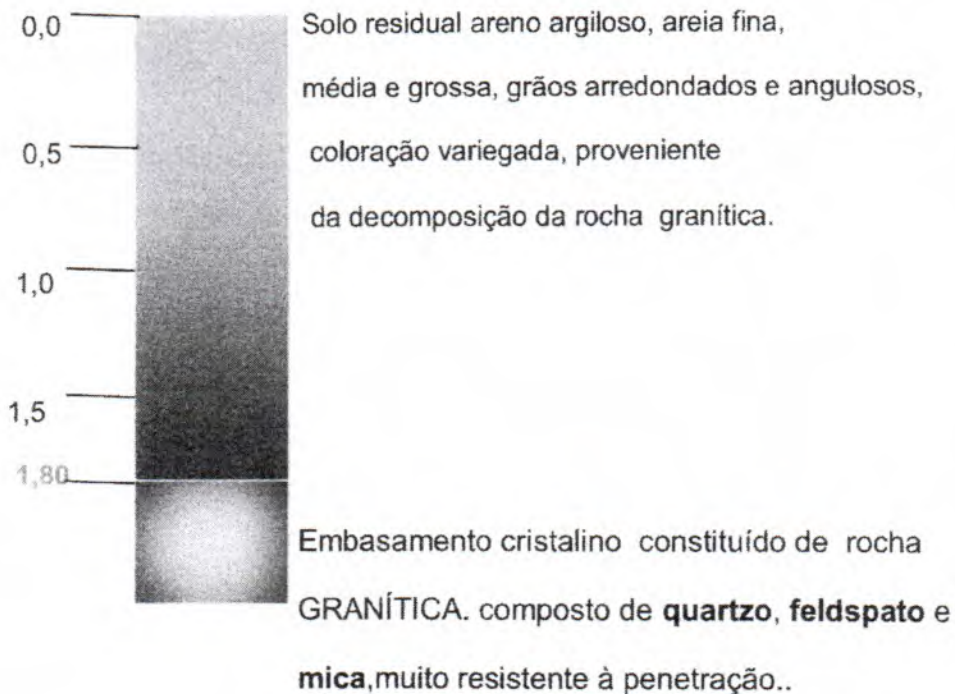 0,0
Solo residual areno argiloso, areia fina,
média e grossa, grãos arredondados e angulosos,
0,5
coloração variegada, proveniente
da decomposição da rocha granítica.
1,0
1,5
1,80
Embasamento cristalino constituído de rocha
GRANÍTICA. composto de quartzo, feldspato e
mica,muito resistente à penetração..